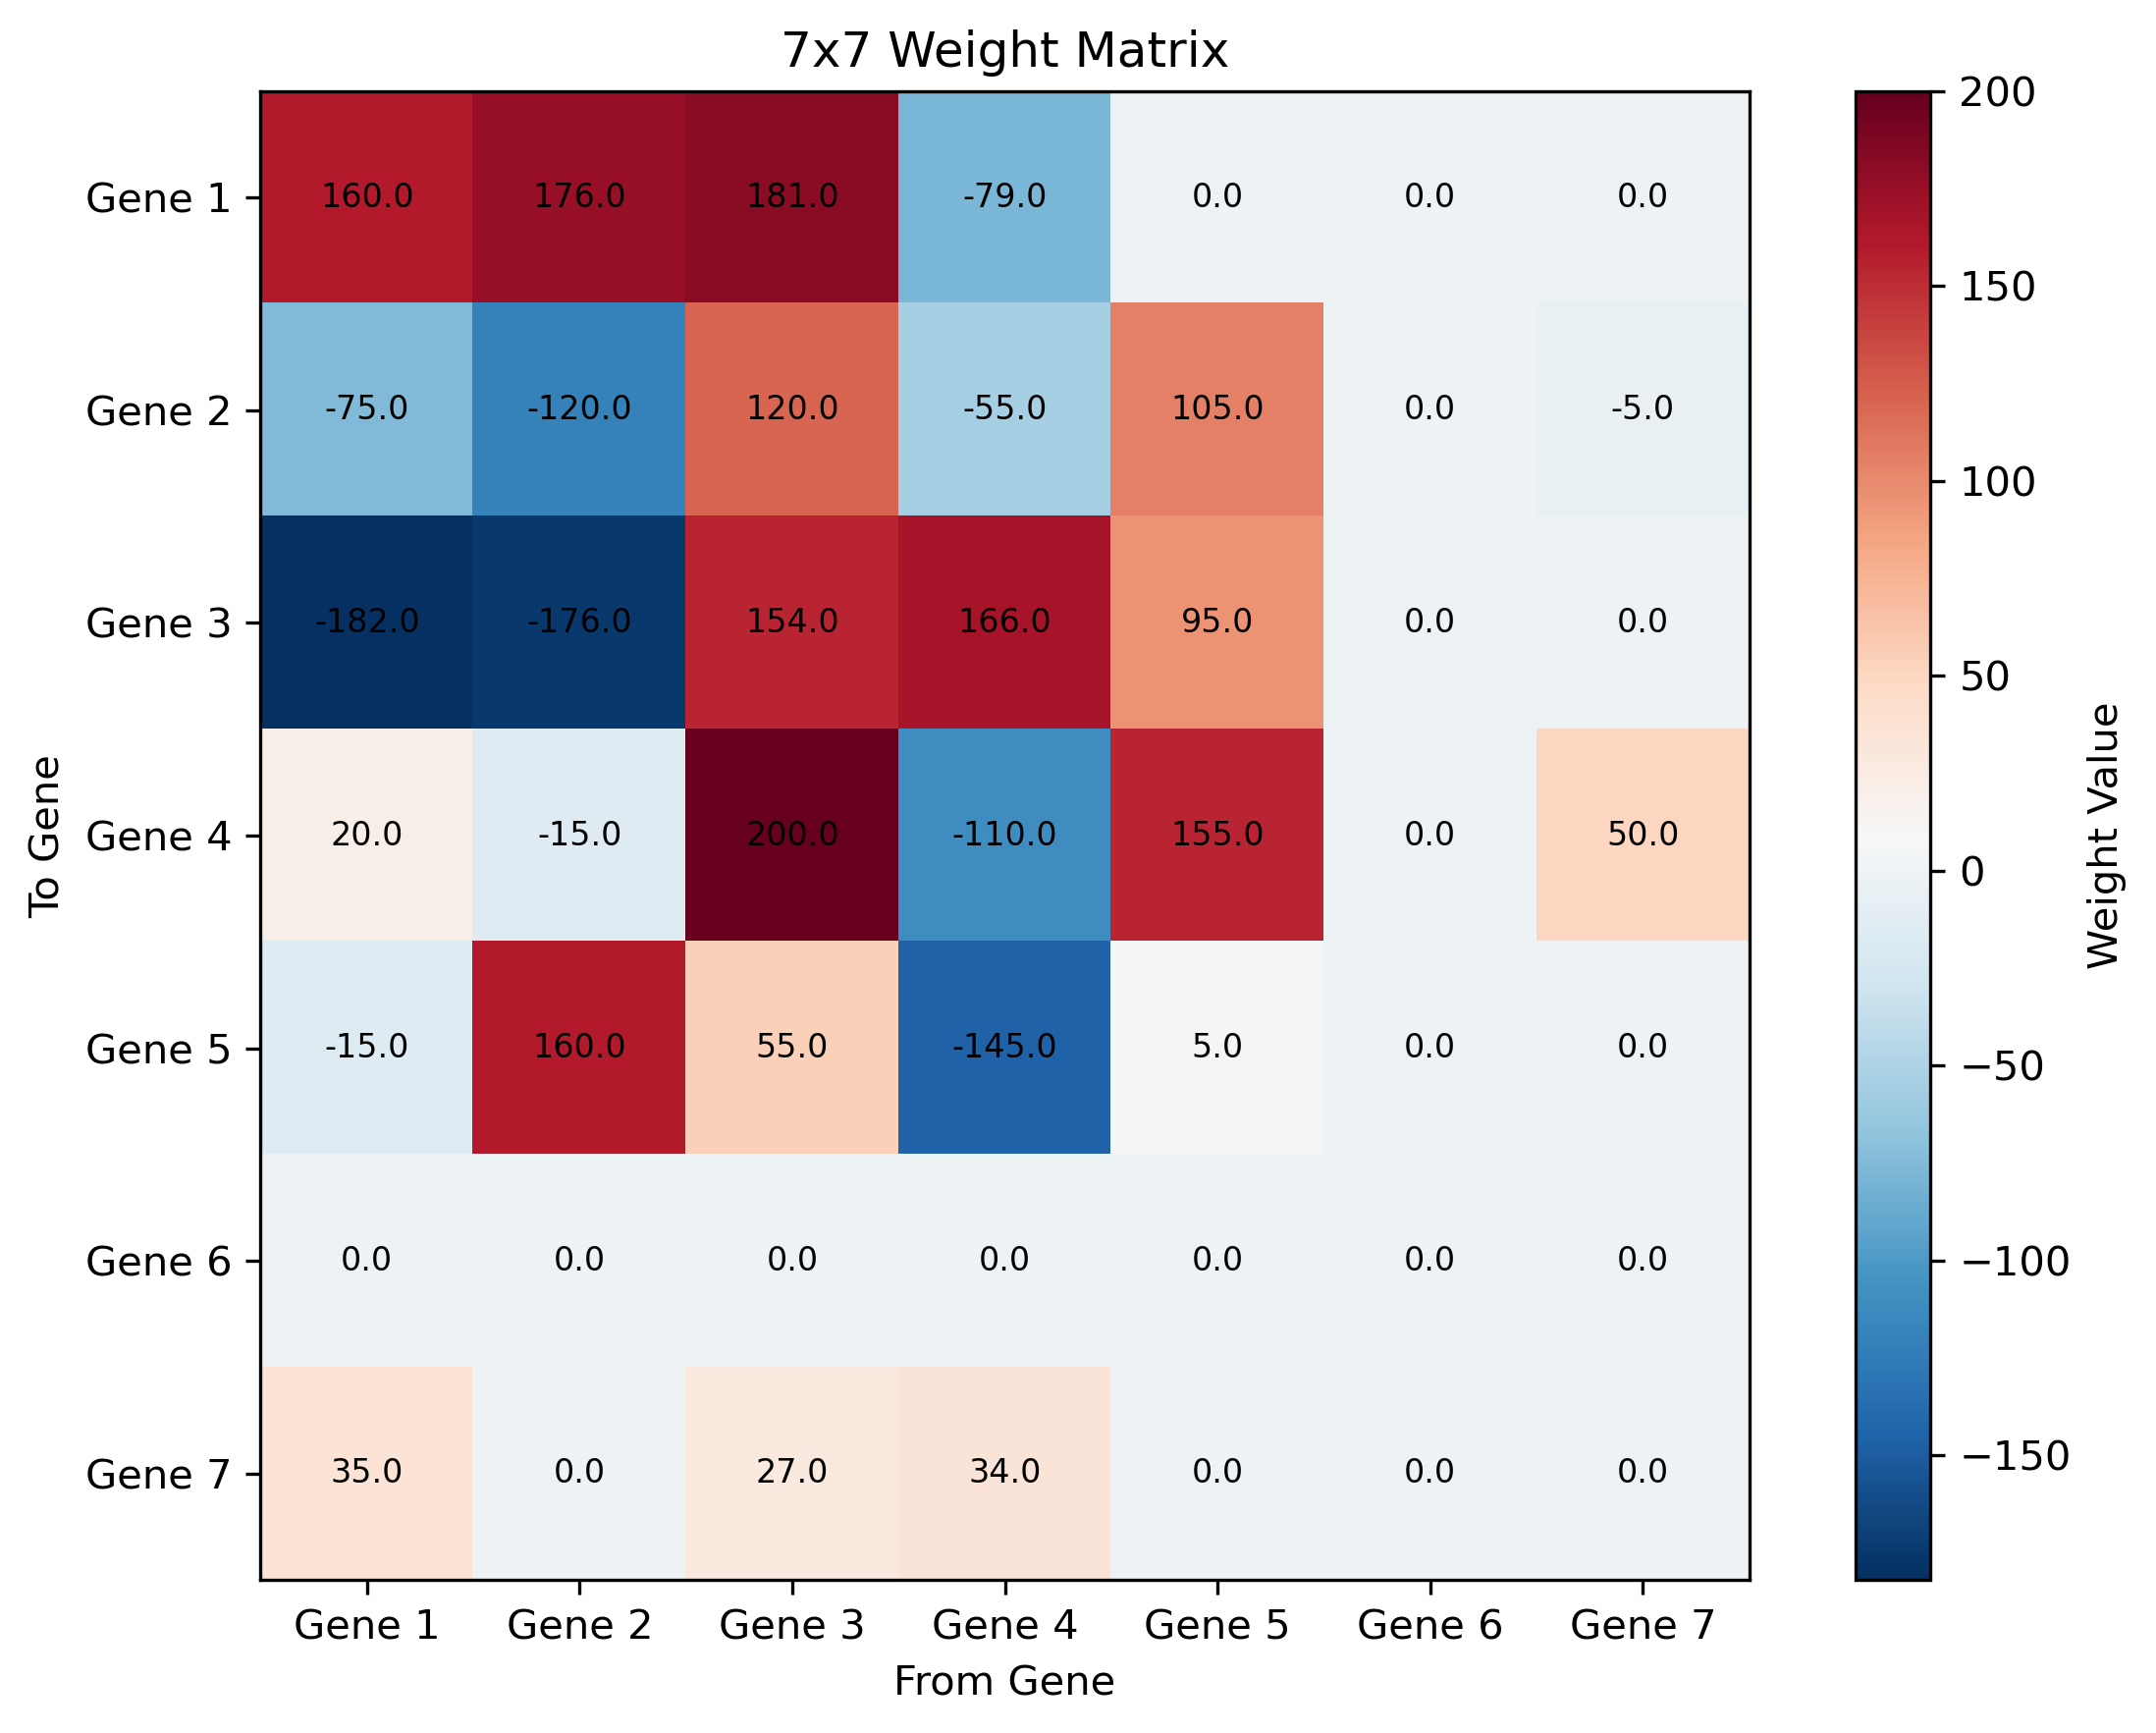 7x7 Weight Matrix
Gene 1 160.0 176.0 181.0 -79.0 0.0 0.0 0.0
Gene 2 -75.0 -120.0 120.0 -55.0 105.0 0.0 -5.0
Gene 3 -182.0 -176.0 154.0 166.0 95.0 0.0 0.0
Gene 4 20.0 -15.0 200.0 -110.0 155.0 0.0 50.0
Gene 5 -15.0 160.0 55.0 -145.0 5.0 0.0 0.0
Gene 6 0.0 0.0 0.0 0.0 0.0 0.0 0.0
Gene 7 35.0 0.0 27.0 34.0 0.0 0.0 0.0
Gene 1 Gene 2 Gene 3 Gene 4 Gene 5 Gene 6 Gene 7
From Gene
To Gene
200
150
100
50
0
−50
−100
−150
Weight Value